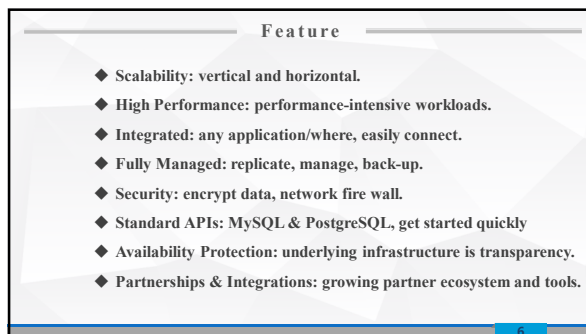 Feature
◆ Scalability: vertical and horizontal.
◆ High Performance: performance-intensive workloads.
◆ Integrated: any application/where, easily connect.
◆ Fully Managed: replicate, manage, back-up.
◆ Security: encrypt data, network fire wall.
◆ Standard APIs: MySQL & PostgreSQL, get started quickly
◆ Availability Protection: underlying infrastructure is transparency.
◆ Partnerships & Integrations: growing partner ecosystem and tools.
6